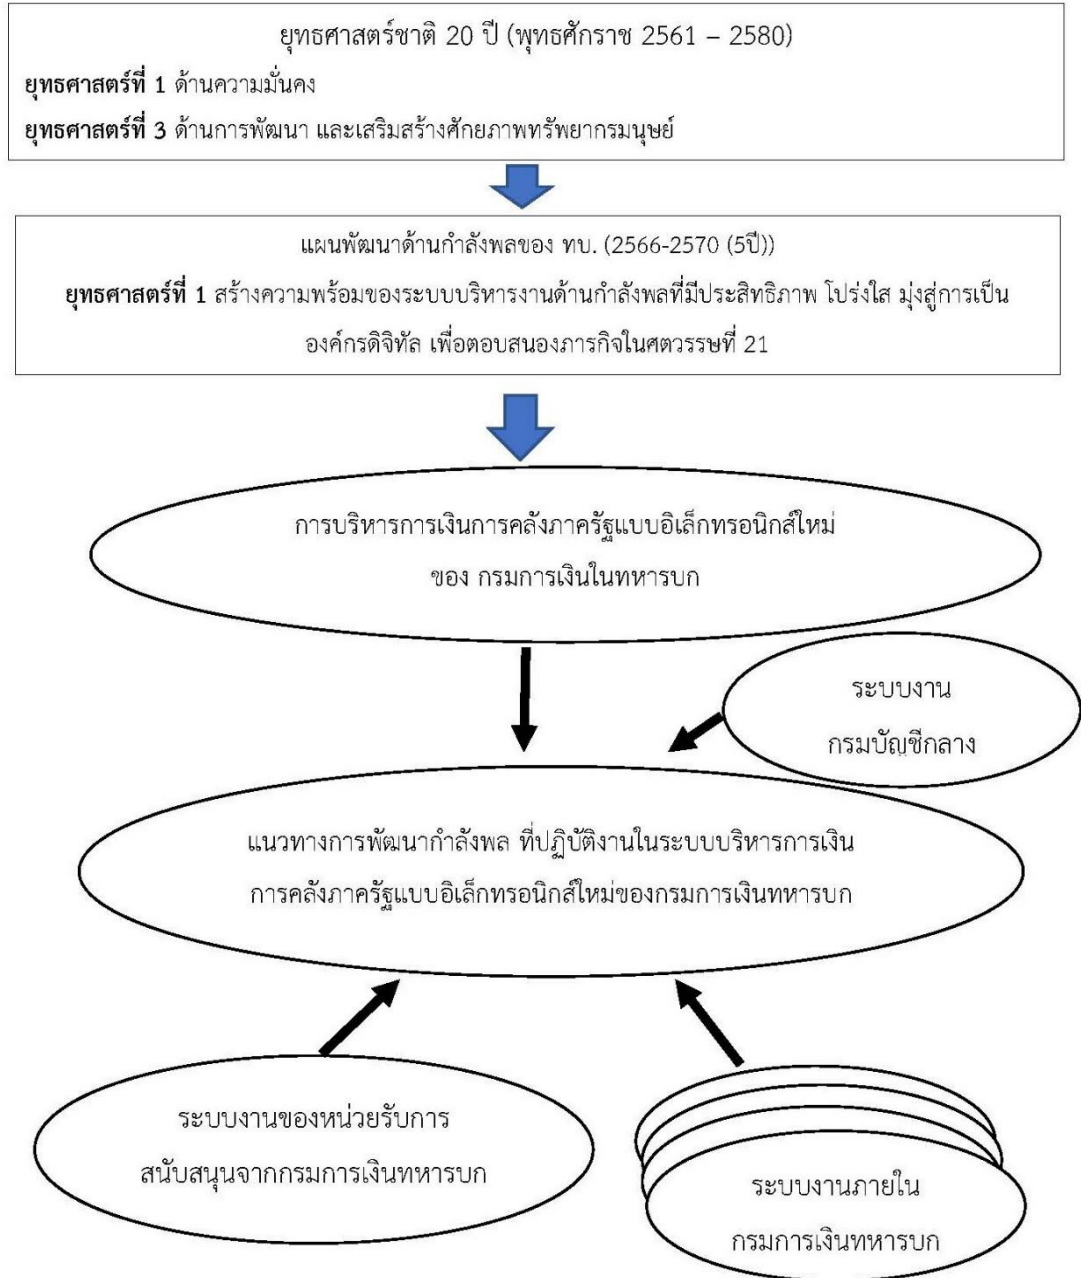 ยุทธศาสตร์ชาติ 20 ปี (พุทธศักราช 2561 – 2580)
ยุทธศาสตร์ที่ 1 ด้านความมั่นคง
ยุทธศาสตร์ที่ 3 ด้านการพัฒนา และเสริมสร้างศักยภาพทรัพยากรมนุษย์
แผนพัฒนาด้านกำลังพลของ ทบ. (2566-2570 (5ปี))
ยุทธศาสตร์ที่ 1 สร้างความพร้อมของระบบบริหารงานด้านกำลังพลที่มีประสิทธิภาพ โปร่งใส มุ่งสู่การเป็น
องค์กรดิจิทัล เพื่อตอบสนองภารกิจในศตวรรษที่ 21
การบริหารการเงินการคลังภาครัฐแบบอิเล็กทรอนิกส์ใหม่
ของ กรมการเงินในทหารบก
ระบบงาน
กรมบัญชีกลาง
แนวทางการพัฒนากำลังพล ที่ปฏิบัติงานในระบบบริหารการเงิน
การคลังภาครัฐแบบอิเล็กทรอนิกส์ใหม่ของกรมการเงินทหารบก
ระบบงานของหน่วยรับการ
สนับสนุนจากกรมการเงินทหารบก
ระบบงานภายใน
กรมการเงินทหารบก